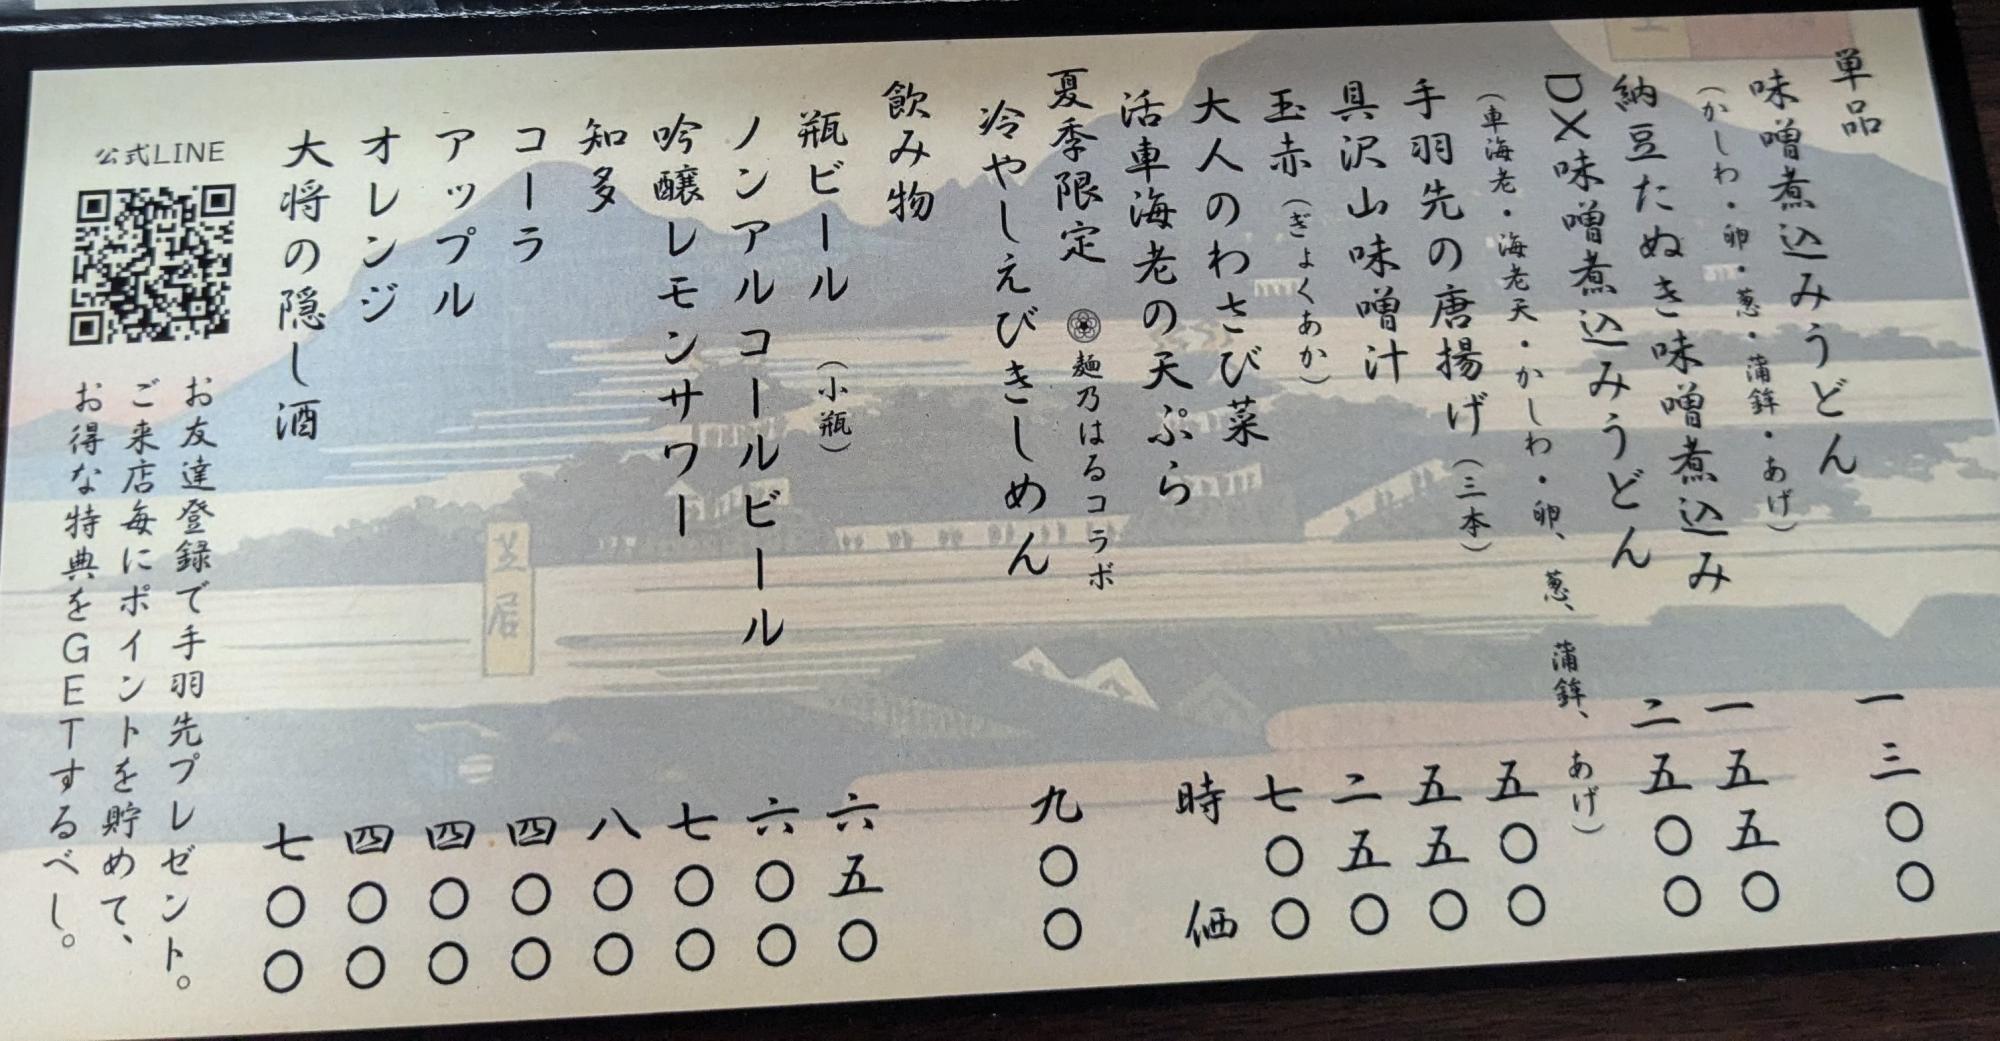 単品
味噌煮込みうどん 一三〇〇
（かしわ・卵・葱・蒲鉾・あげ）
納豆たぬき味噌煮込み 一五五〇
DX味噌煮込みうどん 二五〇〇
（車海老・海老天・かしわ・卵、葱、蒲鉾、あげ）
手羽先の唐揚げ（三本） 五〇〇
具沢山味噌汁 五五〇
玉赤（ぎょくあか） 二五〇
大人のわさび菜 七〇〇
活車海老の天ぷら 時価
夏季限定 麺乃はるコラボ
冷やしえびきしめん 九〇〇
飲み物
瓶ビール（小瓶） 六五〇
ノンアルコールビール 六〇〇
吟醸レモンサワー 七〇〇
知多 八〇〇
コーラ 四〇〇
アップル 四〇〇
オレンジ 四〇〇
大将の隠し酒 七〇〇
公式LINE
お友達登録で手羽先プレゼント。
ご来店毎にポイントを貯めて、
お得な特典をGETするべし。
芝居